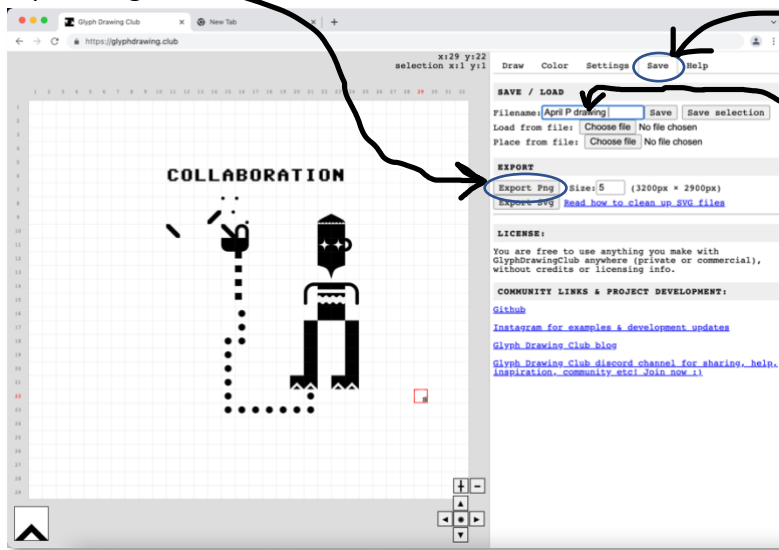 Glyph Drawing Club
New Tab
https://glyphdrawing.club
x:29 y:22
selection x:1 y:1
Draw Color Settings Save Help
SAVE / LOAD
Filename: April P drawing Save Save selection
Load from file: Choose file No file chosen
Place from file: Choose file No file chosen
EXPORT
Export Png Size: 5 (3200px × 2900px)
Export Svg Read how to clean up SVG files
LICENSE:
You are free to use anything you make with
GlyphDrawingClub anywhere (private or commercial),
without credits or licensing info.
COMMUNITY LINKS & PROJECT DEVELOPMENT:
Github
Instagram for examples & development updates
Glyph Drawing Club blog
Glyph Drawing Club discord channel for sharing, help,
inspiration, community etc! Join now :)
COLLABORATION